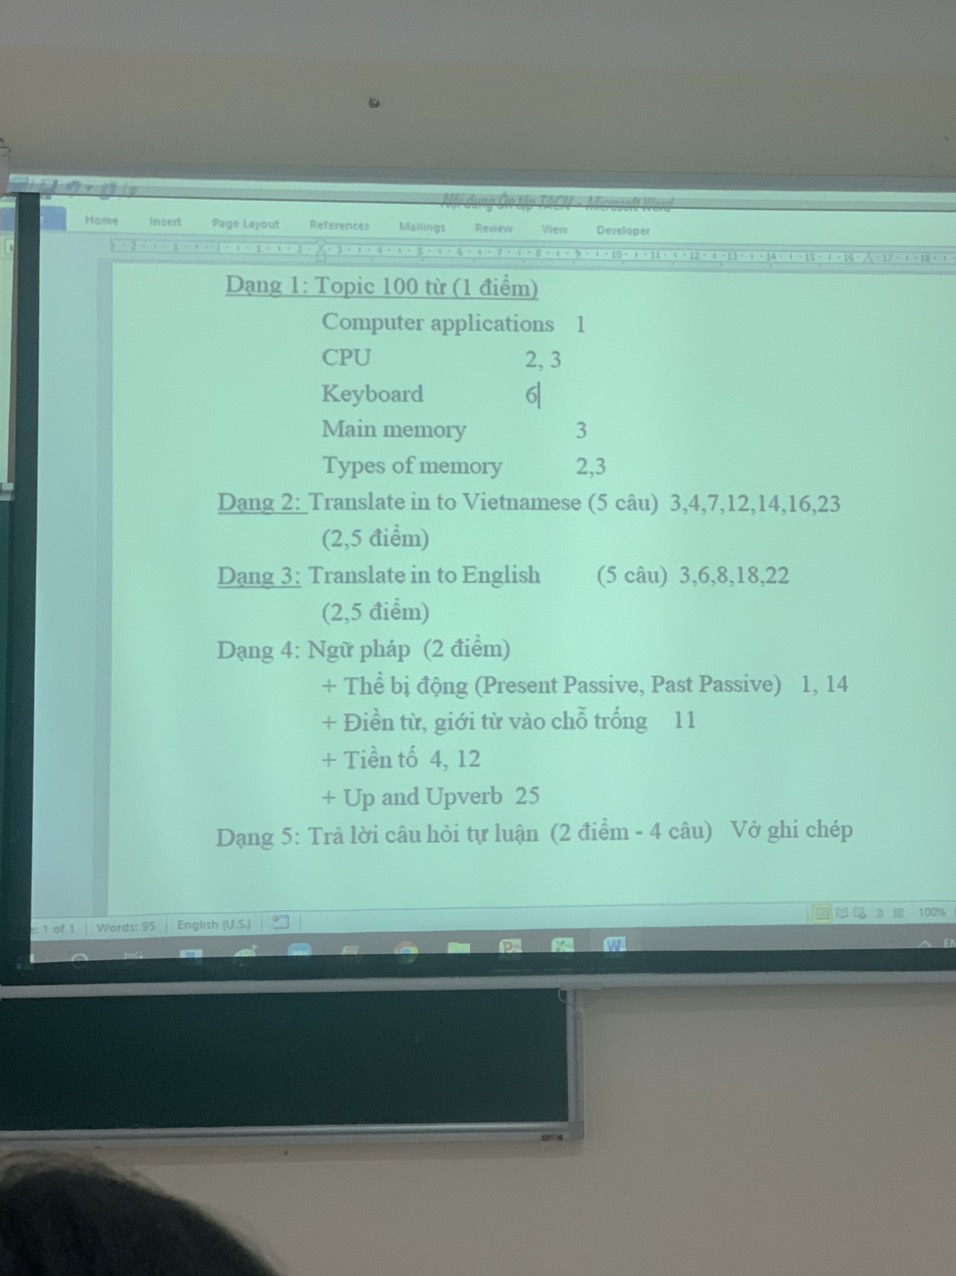 Nội dung Ôn tập TACN - Microsoft Word
Home Insert Page Layout References Mailings Review View Developer
Dạng 1: Topic 100 từ (1 điểm)
Computer applications 1
CPU 2, 3
Keyboard 6
Main memory 3
Types of memory 2,3
Dạng 2: Translate in to Vietnamese (5 câu) 3,4,7,12,14,16,23
(2,5 điểm)
Dạng 3: Translate in to English (5 câu) 3,6,8,18,22
(2,5 điểm)
Dạng 4: Ngữ pháp (2 điểm)
+ Thể bị động (Present Passive, Past Passive) 1, 14
+ Điền từ, giới từ vào chỗ trống 11
+ Tiền tố 4, 12
+ Up and Upverb 25
Dạng 5: Trả lời câu hỏi tự luận (2 điểm - 4 câu) Vở ghi chép
1 of 1 Words: 95 English (U.S.) 100%